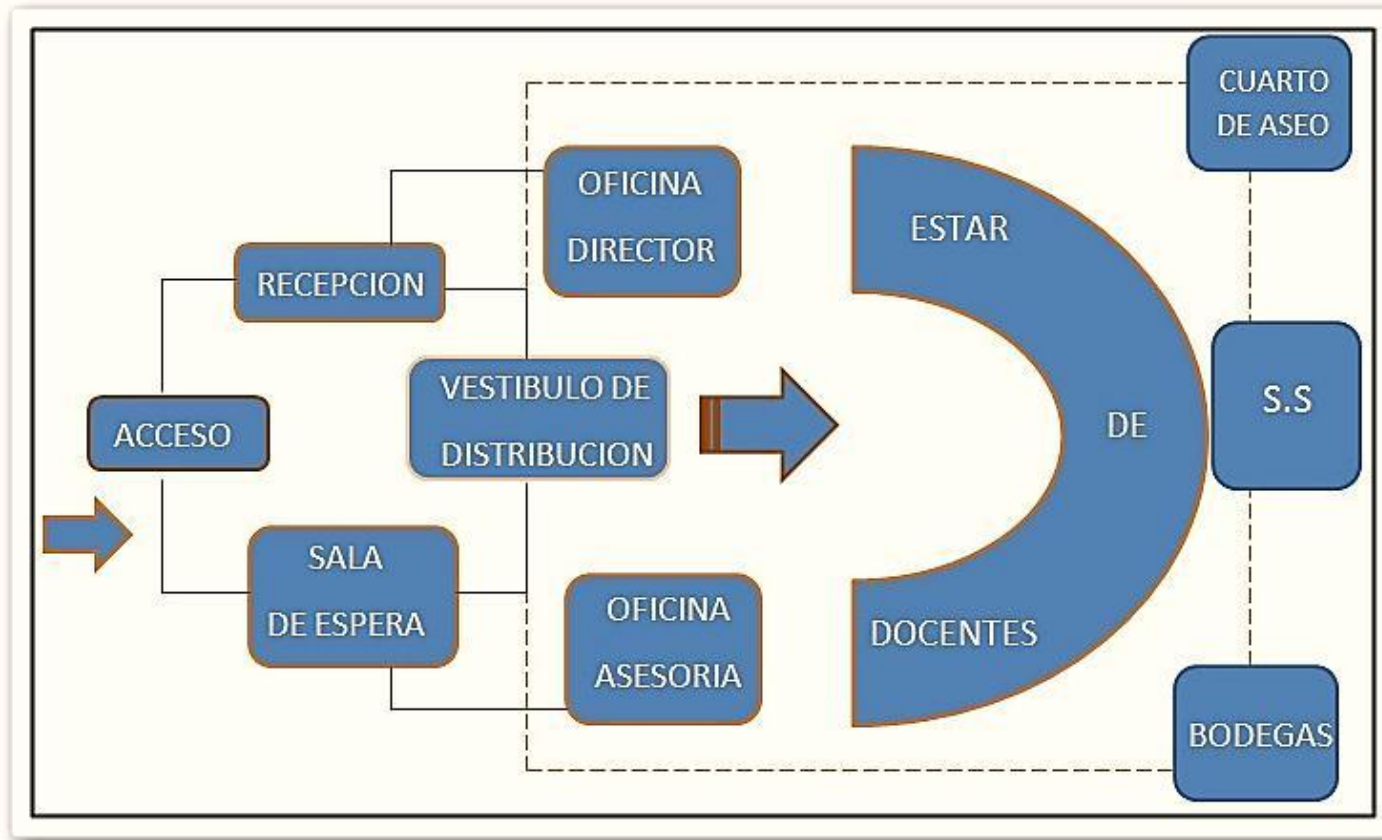 CUARTO
DE ASEO
OFICINA
DIRECTOR
ESTAR
RECEPCION
VESTIBULO DE
DISTRIBUCION
ACCESO
DE
S.S
SALA
DE ESPERA
OFICINA
ASESORIA
DOCENTES
BODEGAS